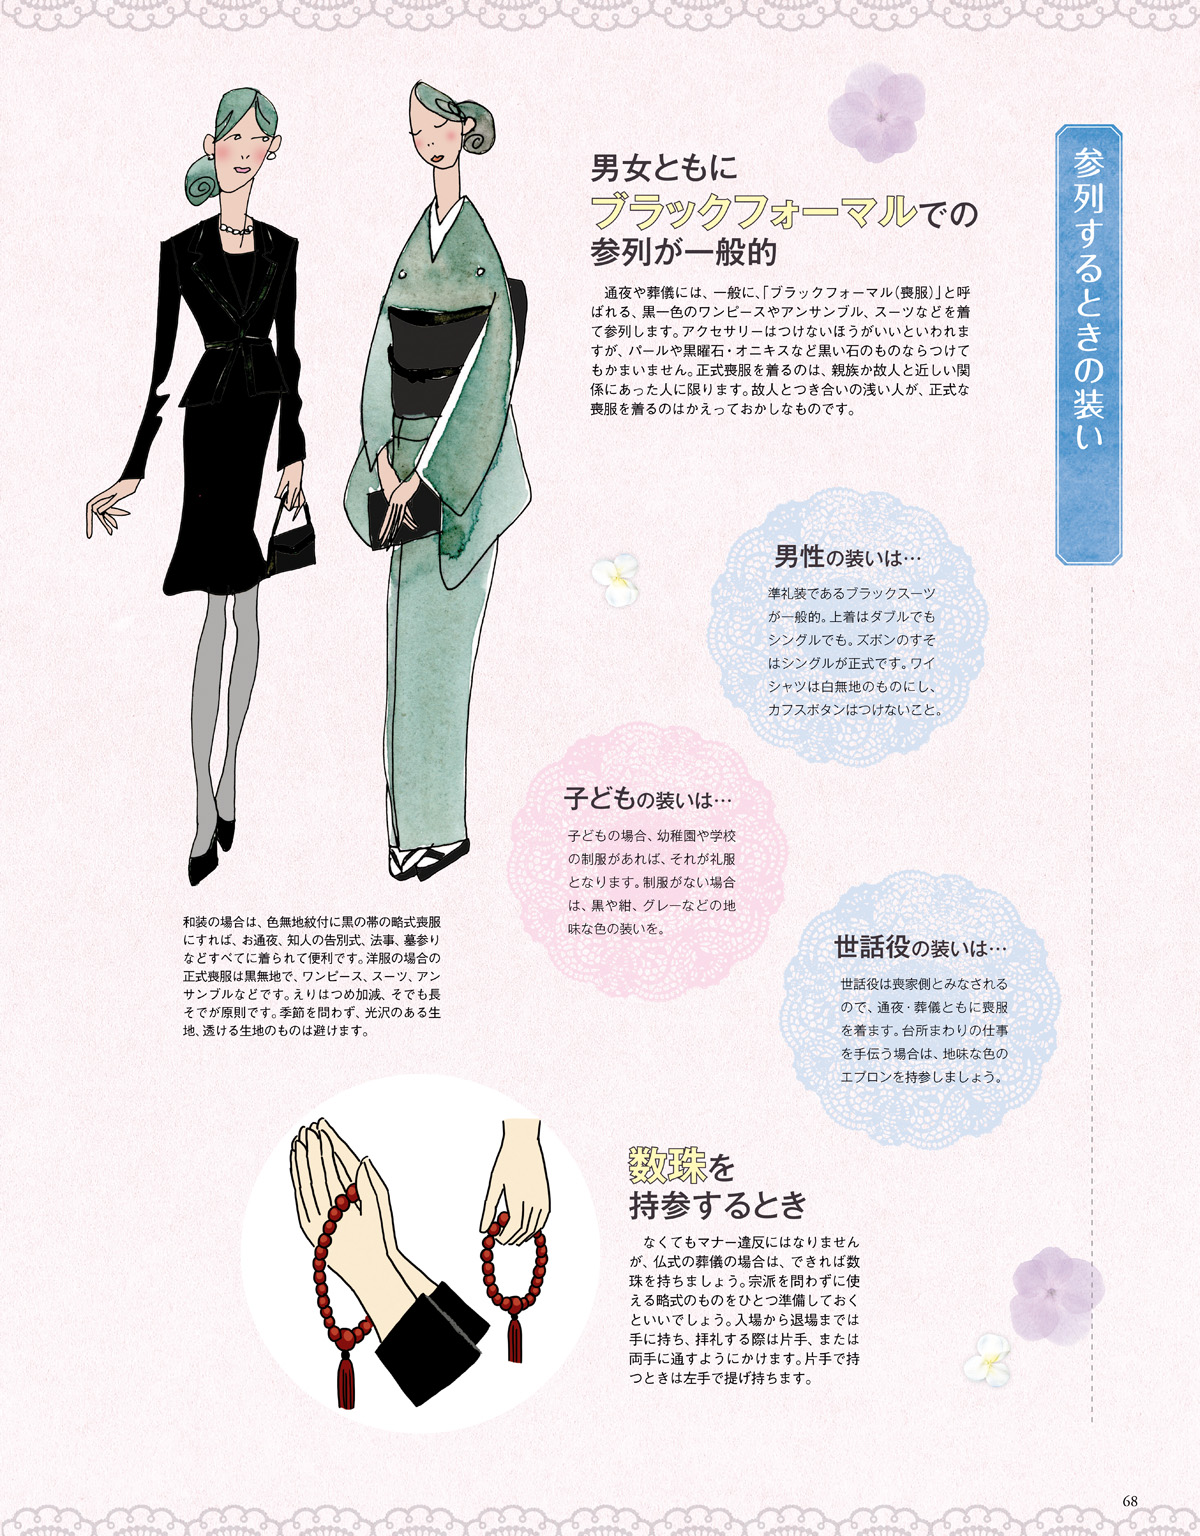 参列するときの装い
男女ともに
ブラックフォーマルでの
参列が一般的
　通夜や葬儀には、一般に、「ブラックフォーマル（喪服）」と呼
ばれる、黒一色のワンピースやアンサンブル、スーツなどを着
て参列します。アクセサリーはつけないほうがいいといわれま
すが、パールや黒曜石・オニキスなど黒い石のものならつけて
もかまいません。正式喪服を着るのは、親族か故人と近しい関
係にあった人に限ります。故人とつき合いの浅い人が、正式な
喪服を着るのはかえっておかしなものです。
男性の装いは…
準礼装であるブラックスーツ
が一般的。上着はダブルでも
シングルでも。ズボンのすそ
はシングルが正式です。ワイ
シャツは白無地のものにし、
カフスボタンはつけないこと。
子どもの装いは…
子どもの場合、幼稚園や学校
の制服があれば、それが礼服
となります。制服がない場合
は、黒や紺、グレーなどの地
味な色の装いを。
世話役の装いは…
世話役は喪家側とみなされる
ので、通夜・葬儀ともに喪服
を着ます。台所まわりの仕事
を手伝う場合は、地味な色の
エプロンを持参しましょう。
和装の場合は、色無地紋付に黒の帯の略式喪服
にすれば、お通夜、知人の告別式、法事、墓参り
などすべてに着られて便利です。洋服の場合の
正式喪服は黒無地で、ワンピース、スーツ、アン
サンブルなどです。えりはつめ加減、そでも長
そでが原則です。季節を問わず、光沢のある生
地、透ける生地のものは避けます。
数珠を
持参するとき
　なくてもマナー違反にはなりません
が、仏式の葬儀の場合は、できれば数
珠を持ちましょう。宗派を問わずに使
える略式のものをひとつ準備しておく
といいでしょう。入場から退場までは
手に持ち、拝礼する際は片手、または
両手に通すようにかけます。片手で持
つときは左手で提げ持ちます。
68